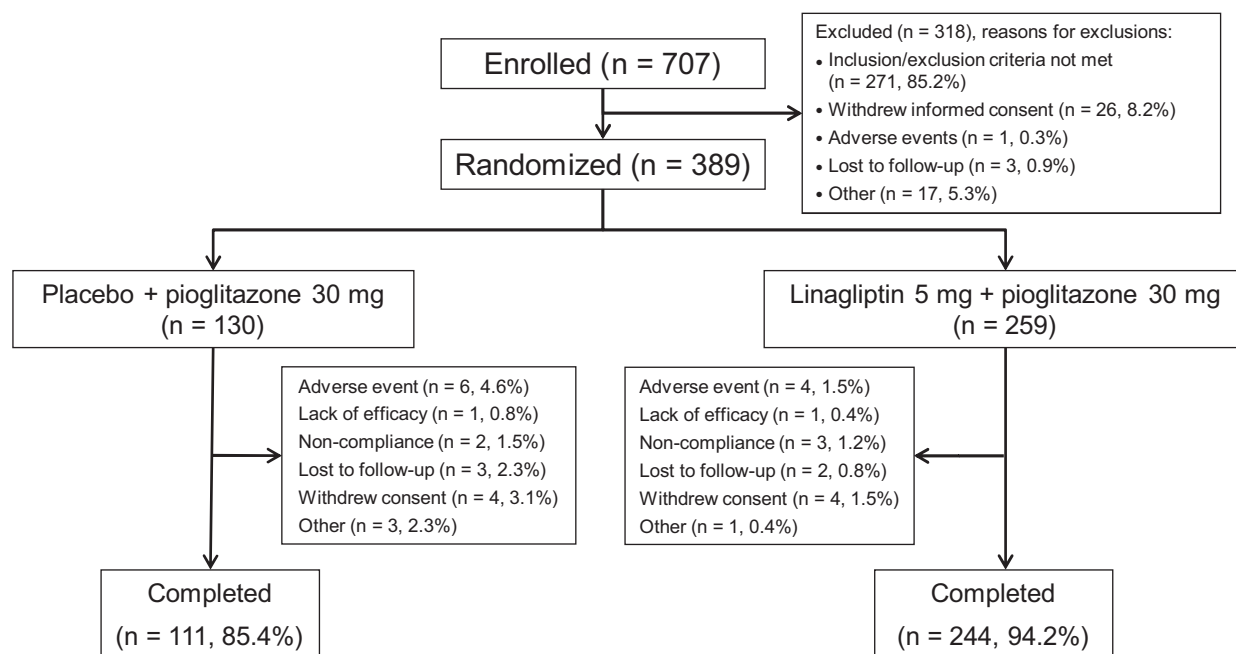 Enrolled (n = 707)
Excluded (n = 318), reasons for exclusions:
• Inclusion/exclusion criteria not met
(n = 271, 85.2%)
• Withdrew informed consent (n = 26, 8.2%)
• Adverse events (n = 1, 0.3%)
• Lost to follow-up (n = 3, 0.9%)
• Other (n = 17, 5.3%)
Randomized (n = 389)
Placebo + pioglitazone 30 mg
(n = 130)
Linagliptin 5 mg + pioglitazone 30 mg
(n = 259)
Adverse event (n = 6, 4.6%)
Lack of efficacy (n = 1, 0.8%)
Non-compliance (n = 2, 1.5%)
Lost to follow-up (n = 3, 2.3%)
Withdrew consent (n = 4, 3.1%)
Other (n = 3, 2.3%)
Adverse event (n = 4, 1.5%)
Lack of efficacy (n = 1, 0.4%)
Non-compliance (n = 3, 1.2%)
Lost to follow-up (n = 2, 0.8%)
Withdrew consent (n = 4, 1.5%)
Other (n = 1, 0.4%)
Completed
(n = 111, 85.4%)
Completed
(n = 244, 94.2%)